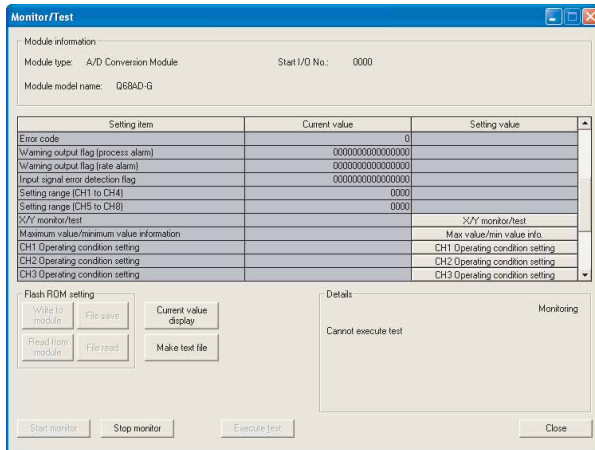 Monitor/Test
Module information
Module type: A/D Conversion Module Start I/O No.: 0000
Module model name: Q68AD-G
Setting item Current value Setting value
Error code 0
Warning output flag (process alarm) 0000000000000000
Warning output flag (rate alarm) 0000000000000000
Input signal error detection flag 0000000000000000
Setting range (CH1 to CH4) 0000
Setting range (CH5 to CH8) 0000
X/Y monitor/test X/Y monitor/test
Maximum value/minimum value information Max value/min value info.
CH1 Operating condition setting CH1 Operating condition setting
CH2 Operating condition setting CH2 Operating condition setting
CH3 Operating condition setting CH3 Operating condition setting
Flash ROM setting
Write to
module
File save
Current value
display
Read from
module
File read
Make text file
Details
Monitoring
Cannot execute test
Start monitor Stop monitor Execute test Close